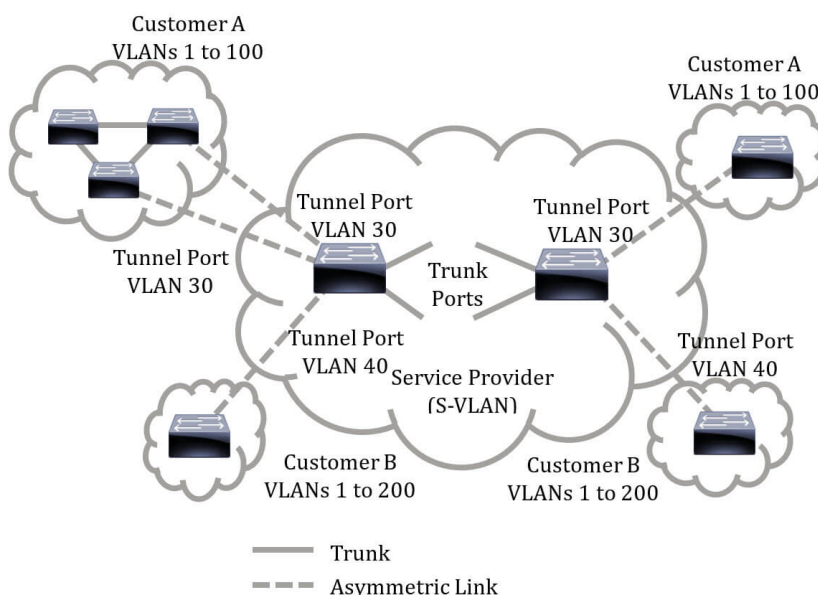 Customer A
VLANs 1 to 100
Customer A
VLANs 1 to 100
Tunnel Port
VLAN 30
Tunnel Port
VLAN 30
Tunnel Port
VLAN 30
Trunk
Ports
Tunnel Port
VLAN 40
Tunnel Port
VLAN 40
Service Provider
(S-VLAN)
Customer B
VLANs 1 to 200
Customer B
VLANs 1 to 200
Trunk
Asymmetric Link